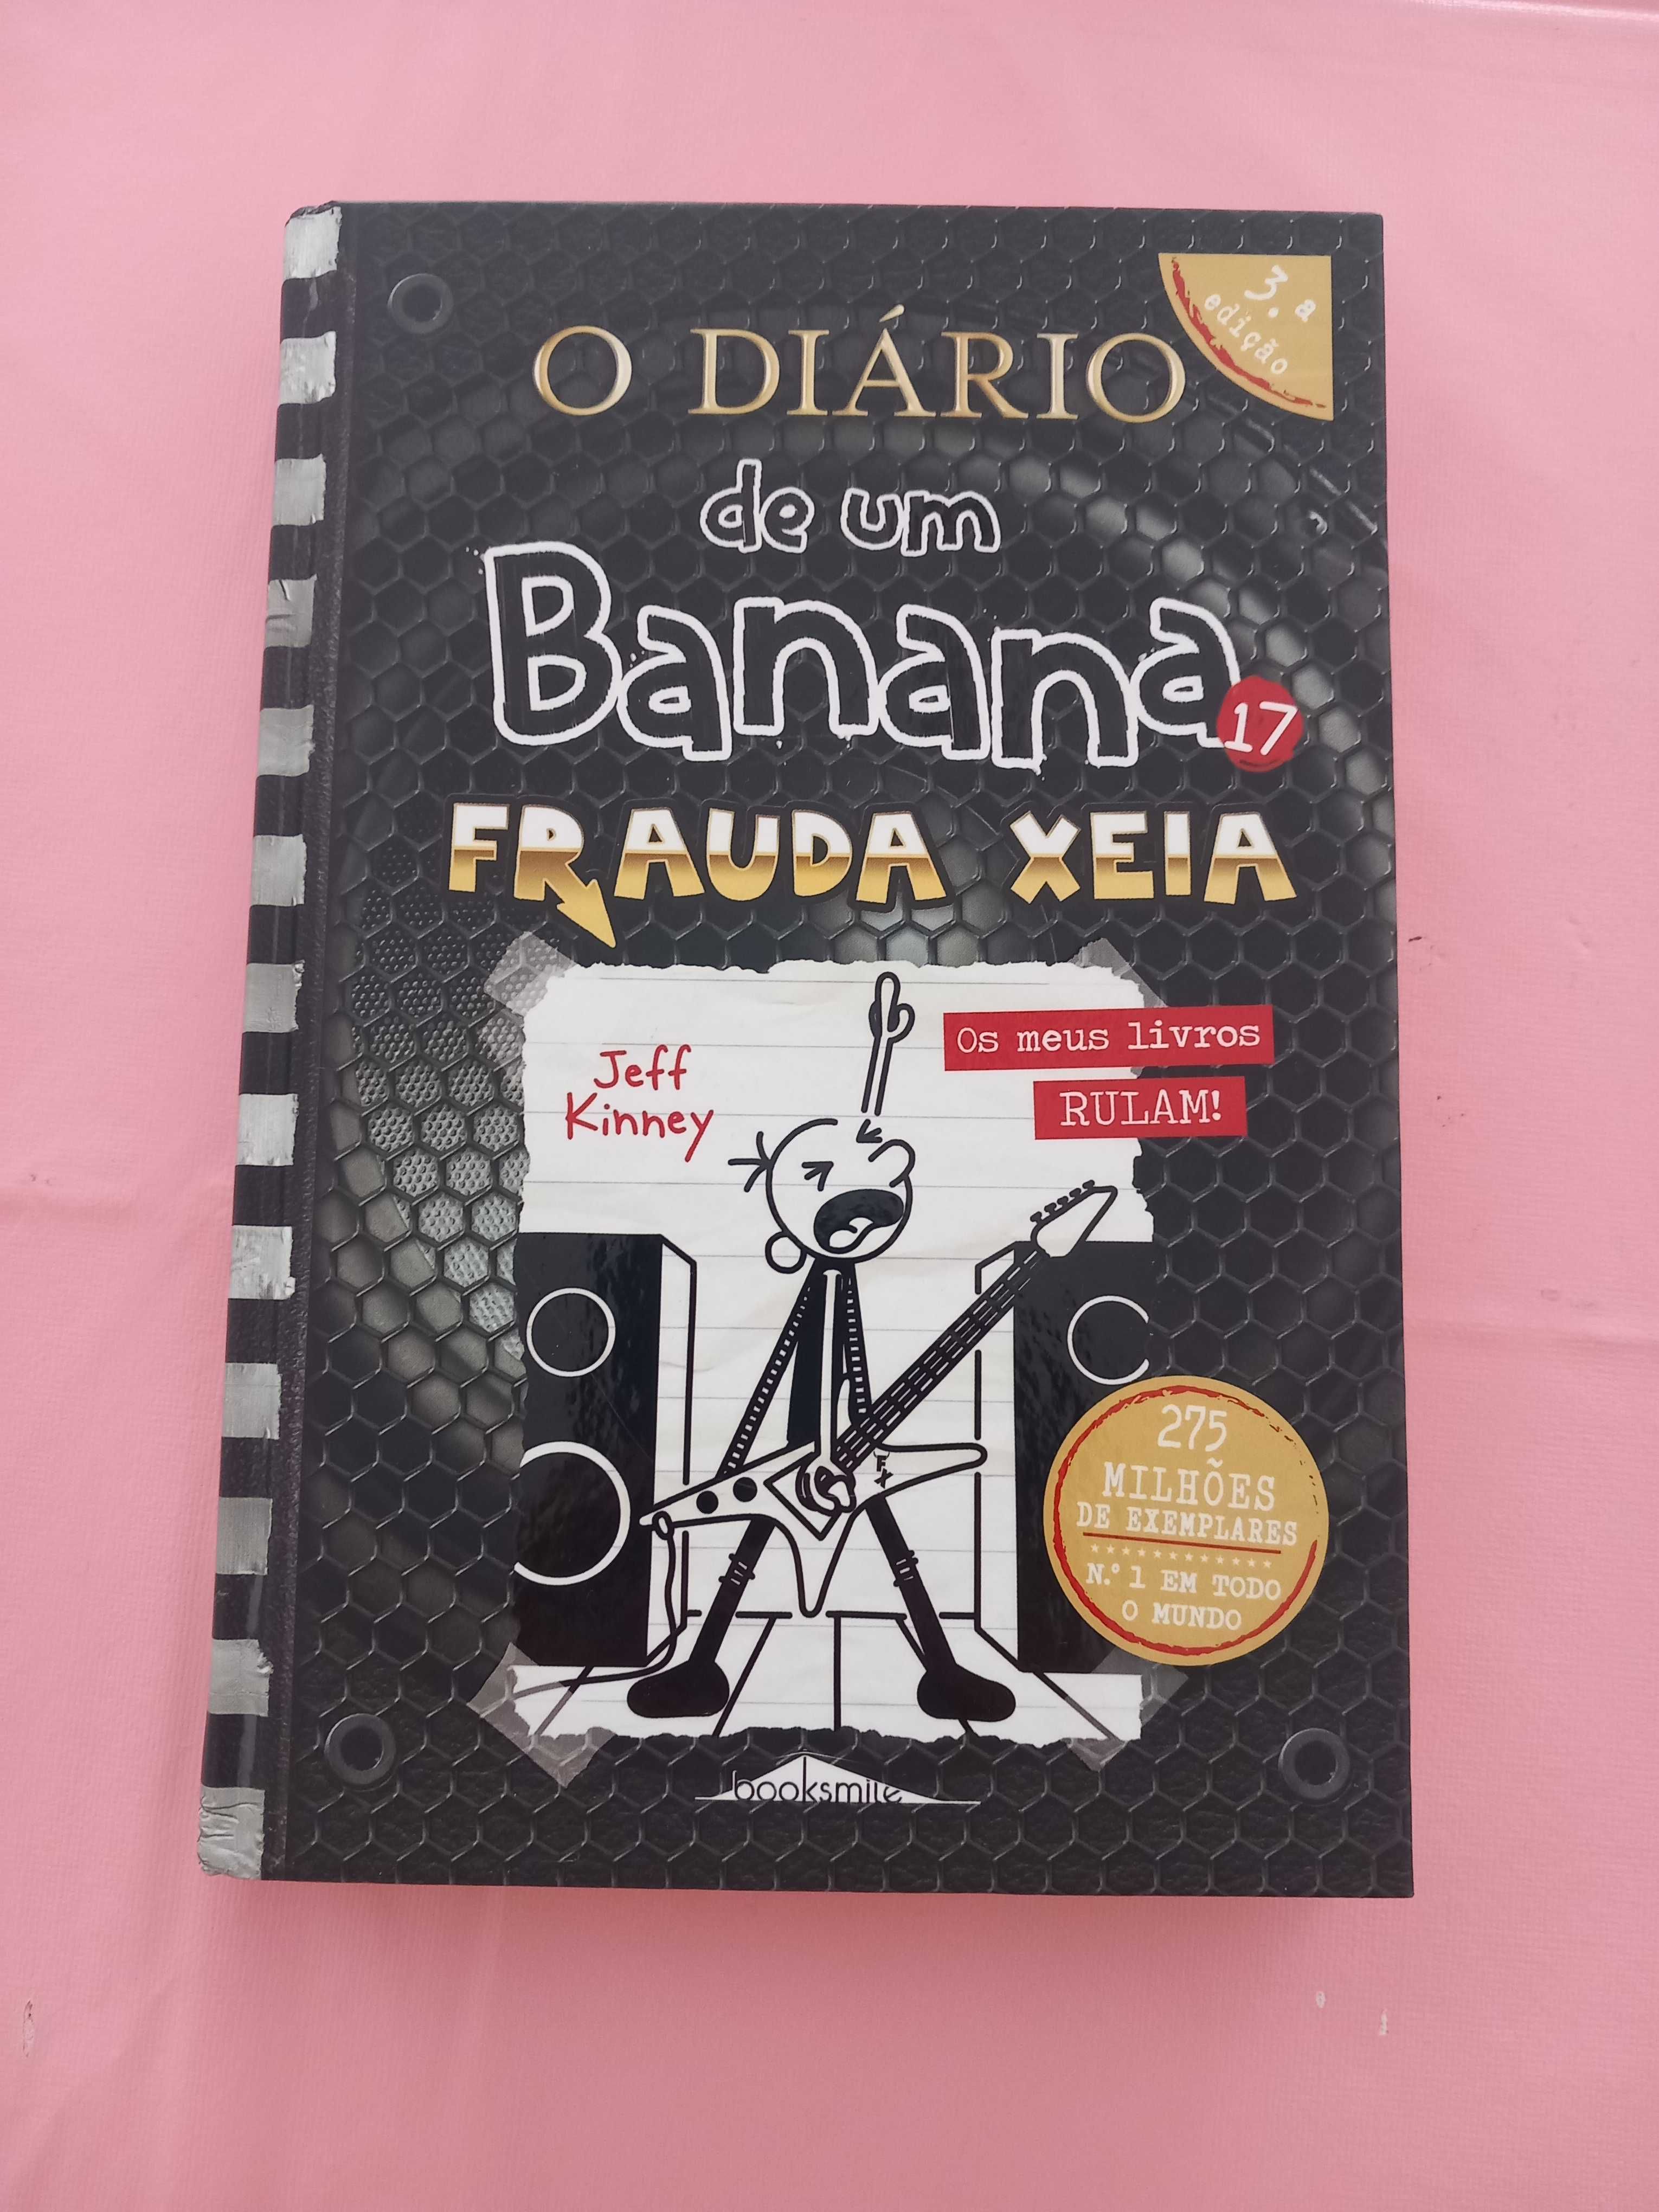 3.ª
edição
O DIÁRIO
de um
Banana
17
FRAUDA XEIA
Jeff
Kinney
Os meus livros
RULAM!
FX
275
MILHÕES
DE EXEMPLARES
N.º 1 EM TODO
O MUNDO
booksmile